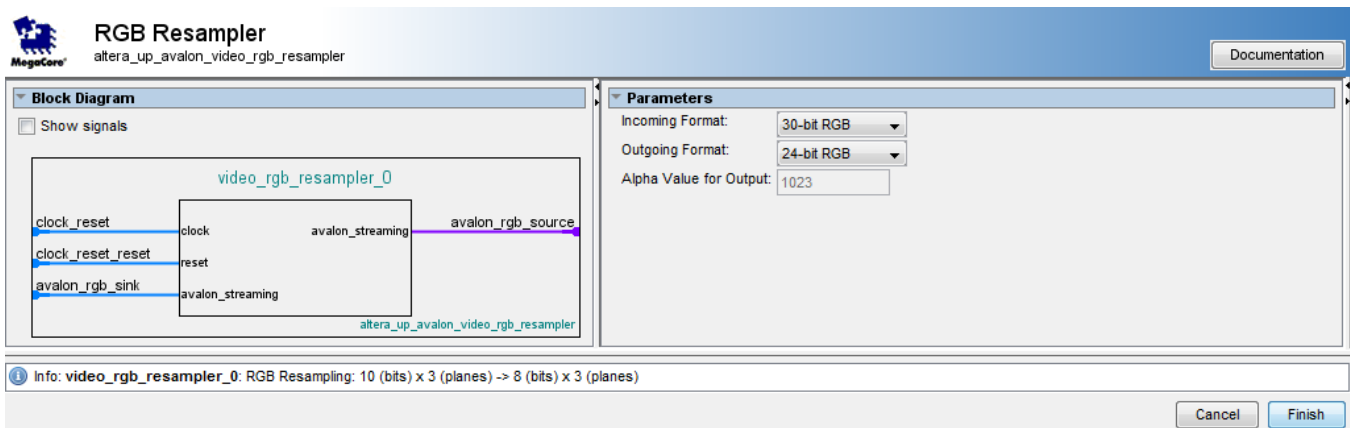 RGB Resampler
altera_up_avalon_video_rgb_resampler
MegaCore®
Documentation
Block Diagram
Show signals
video_rgb_resampler_0
clock_reset
clock
avalon_streaming
avalon_rgb_source
clock_reset_reset
reset
avalon_rgb_sink
avalon_streaming
altera_up_avalon_video_rgb_resampler
Parameters
Incoming Format: 30-bit RGB
Outgoing Format: 24-bit RGB
Alpha Value for Output: 1023
Info: video_rgb_resampler_0: RGB Resampling: 10 (bits) x 3 (planes) -> 8 (bits) x 3 (planes)
Cancel Finish